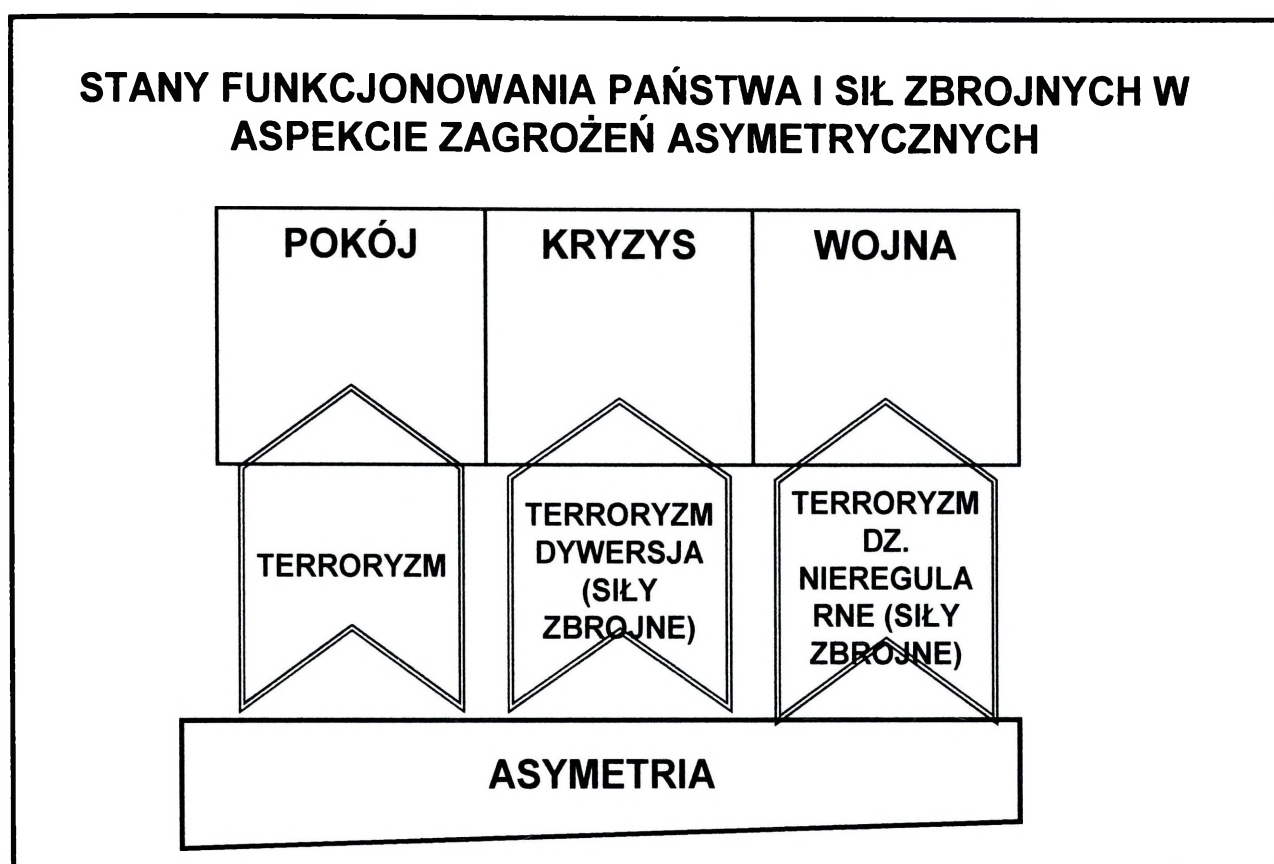 STANY FUNKCJONOWANIA PAŃSTWA I SIŁ ZBROJNYCH W
ASPEKCIE ZAGROŻEŃ ASYMETRYCZNYCH
POKÓJ
KRYZYS
WOJNA
TERRORYZM
TERRORYZM
DYWERSJA
(SIŁY
ZBROJNE)
TERRORYZM
DZ.
NIEREGULA
RNE (SIŁY
ZBROJNE)
ASYMETRIA